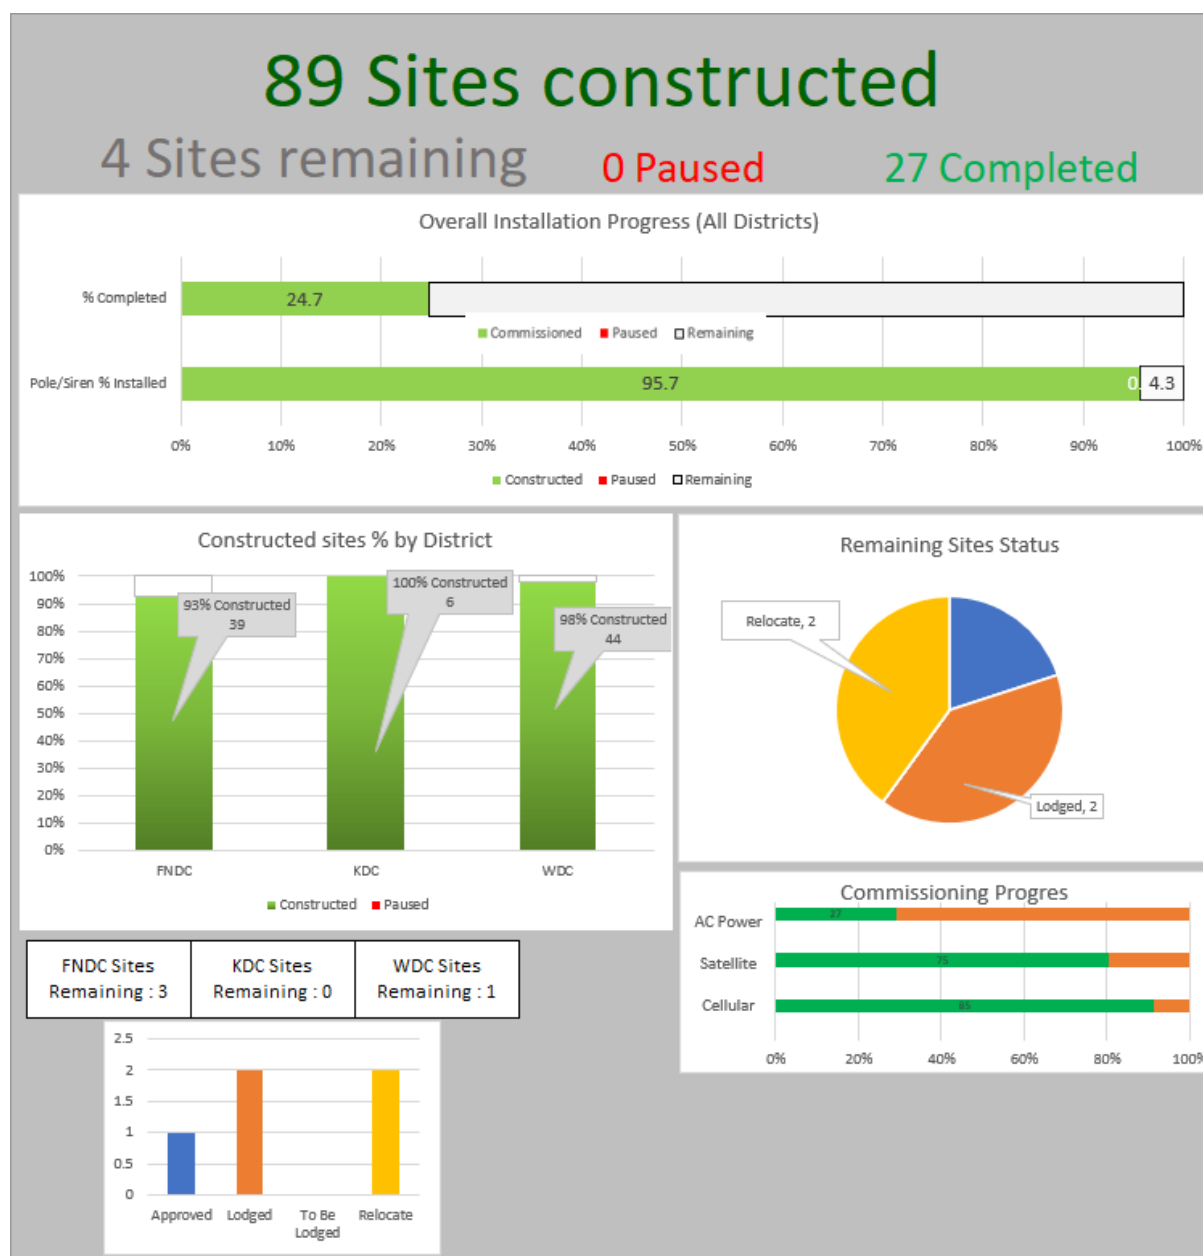 89 Sites constructed
4 Sites remaining
0 Paused
27 Completed
Overall Installation Progress (All Districts)
% Completed
24.7
Commissioned Paused Remaining
Pole/Siren % Installed
95.7
0.
4.3
0% 10% 20% 30% 40% 50% 60% 70% 80% 90% 100%
Constructed Paused Remaining
Constructed sites % by District
100%
90%
80%
70%
60%
50%
40%
30%
20%
10%
0%
93% Constructed
39
100% Constructed
6
98% Constructed
44
FNDC KDC WDC
Constructed Paused
Remaining Sites Status
Relocate, 2
Lodged, 2
Commissioning Progres
AC Power
27
Satellite
75
Cellular
85
0% 20% 40% 60% 80% 100%
FNDC Sites
Remaining : 3
KDC Sites
Remaining : 0
WDC Sites
Remaining : 1
2.5
2
1.5
1
0.5
0
Approved Lodged To Be Lodged Relocate